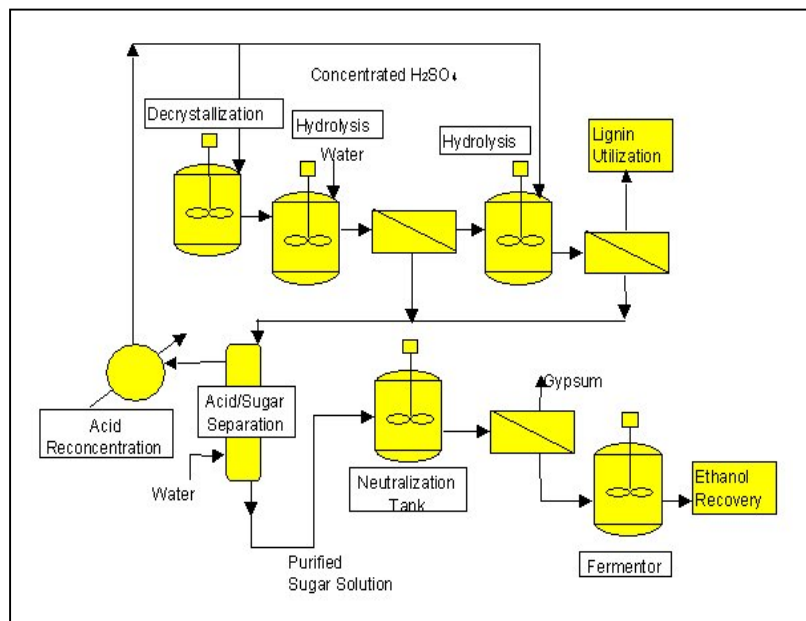 Concentrated H₂SO₄
Decrystallization
Hydrolysis
Water
Hydrolysis
Lignin
Utilization
Acid
Reconcentration
Acid/Sugar
Separation
Water
Purified
Sugar Solution
Neutralization
Tank
Gypsum
Fermentor
Ethanol
Recovery